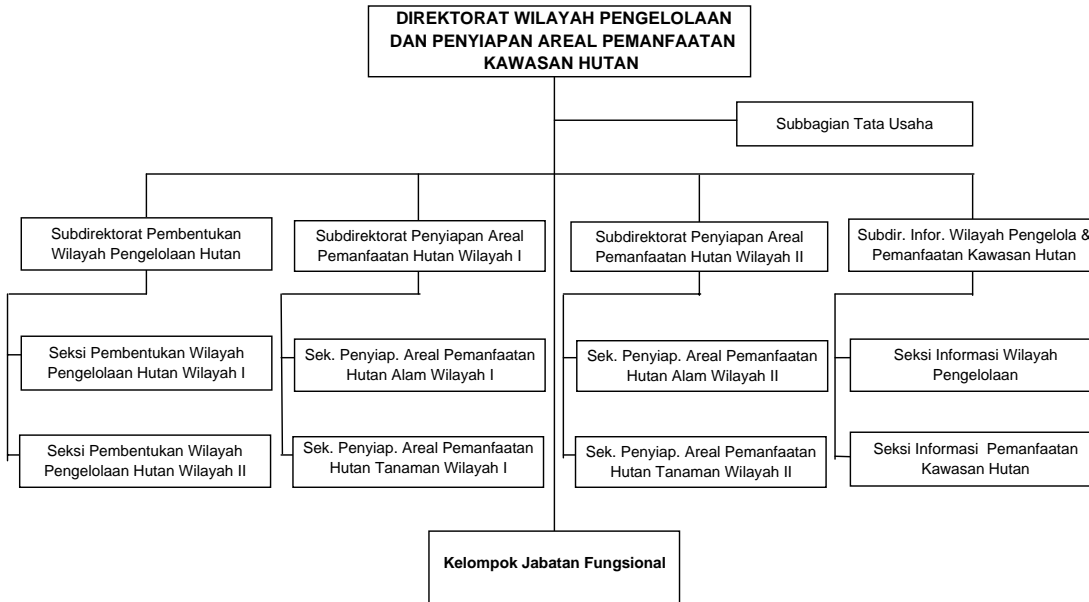 DIREKTORAT WILAYAH PENGELOLAAN
DAN PENYIAPAN AREAL PEMANFAATAN
KAWASAN HUTAN
Subbagian Tata Usaha
Subdirektorat Pembentukan
Wilayah Pengelolaan Hutan
Subdirektorat Penyiapan Areal
Pemanfaatan Hutan Wilayah I
Subdirektorat Penyiapan Areal
Pemanfaatan Hutan Wilayah II
Subdir. Infor. Wilayah Pengelola &
Pemanfaatan Kawasan Hutan
Seksi Pembentukan Wilayah
Pengelolaan Hutan Wilayah I
Sek. Penyiap. Areal Pemanfaatan
Hutan Alam Wilayah I
Sek. Penyiap. Areal Pemanfaatan
Hutan Alam Wilayah II
Seksi Informasi Wilayah
Pengelolaan
Seksi Pembentukan Wilayah
Pengelolaan Hutan Wilayah II
Sek. Penyiap. Areal Pemanfaatan
Hutan Tanaman Wilayah I
Sek. Penyiap. Areal Pemanfaatan
Hutan Tanaman Wilayah II
Seksi Informasi Pemanfaatan
Kawasan Hutan
Kelompok Jabatan Fungsional